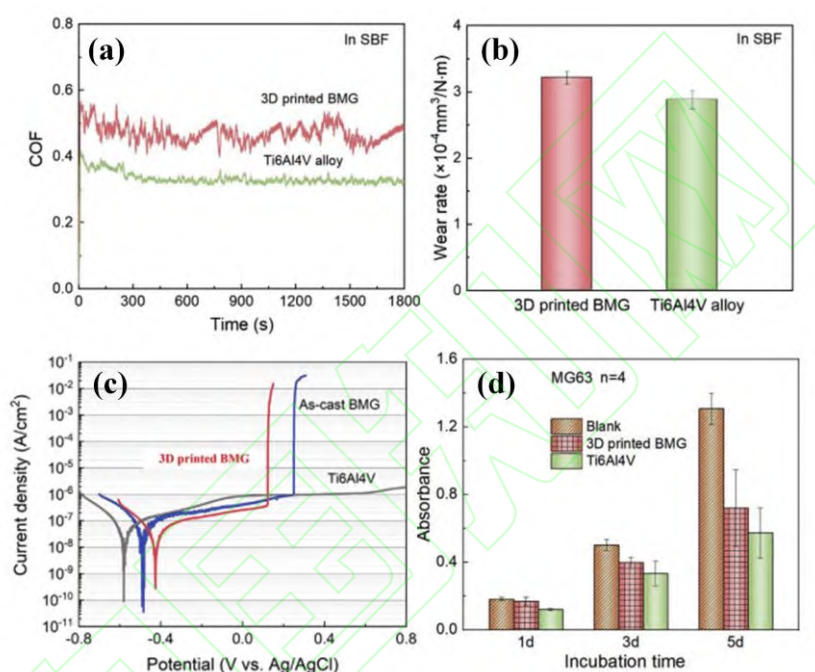 (a)
In SBF
3D printed BMG
Ti6Al4V alloy
COF
0.8
0.6
0.4
0.2
0.0
0 300 600 900 1200 1500 1800
Time (s)
(b)
In SBF
Wear rate (×10⁻⁴mm³/N·m)
4
3
2
1
0
3D printed BMG Ti6Al4V alloy
(c)
As-cast BMG
3D printed BMG
Ti6Al4V
Current density (A/cm²)
10⁻¹
10⁻²
10⁻³
10⁻⁴
10⁻⁵
10⁻⁶
10⁻⁷
10⁻⁸
10⁻⁹
10⁻¹⁰
10⁻¹¹
-0.8 -0.4 0.0 0.4 0.8
Potential (V vs. Ag/AgCl)
(d)
MG63 n=4
Blank
3D printed BMG
Ti6Al4V
Absorbance
1.6
1.2
0.8
0.4
0.0
1d 3d 5d
Incubation time